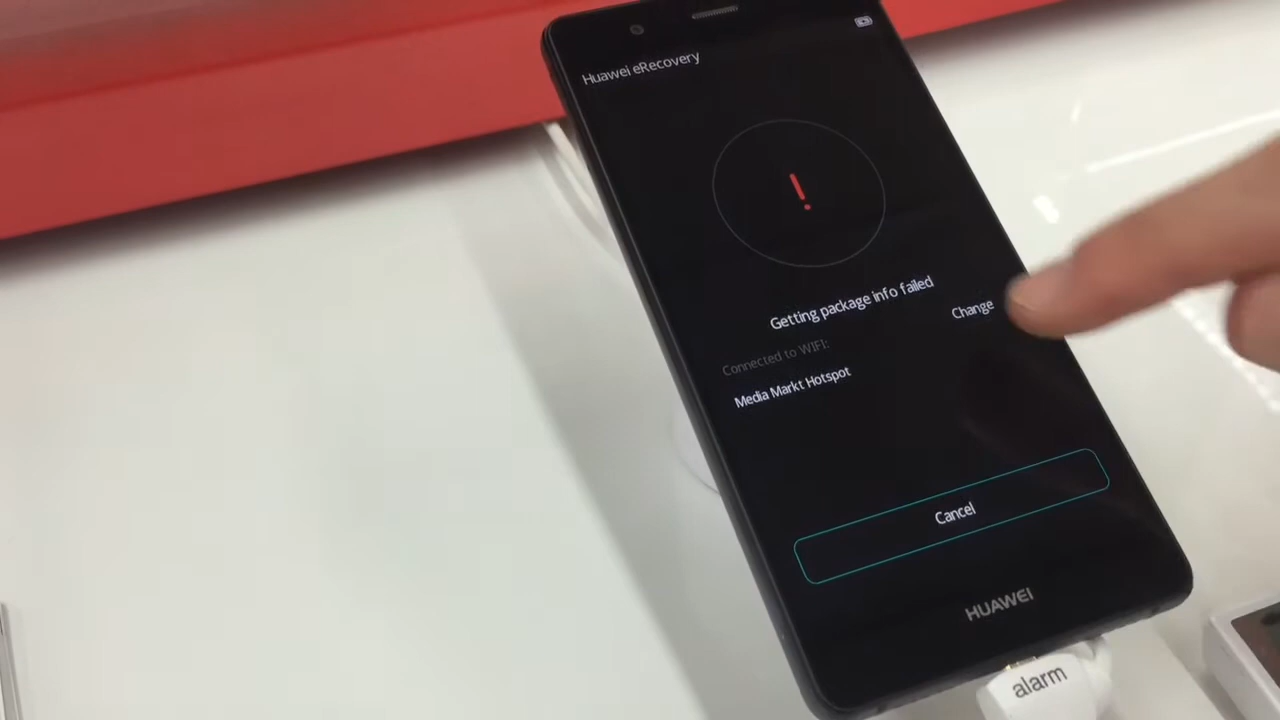 Huawei eRecovery
Getting package info failed
Change
Connected to WIFI:
Media Markt Hotspot
Cancel
HUAWEI
alarm